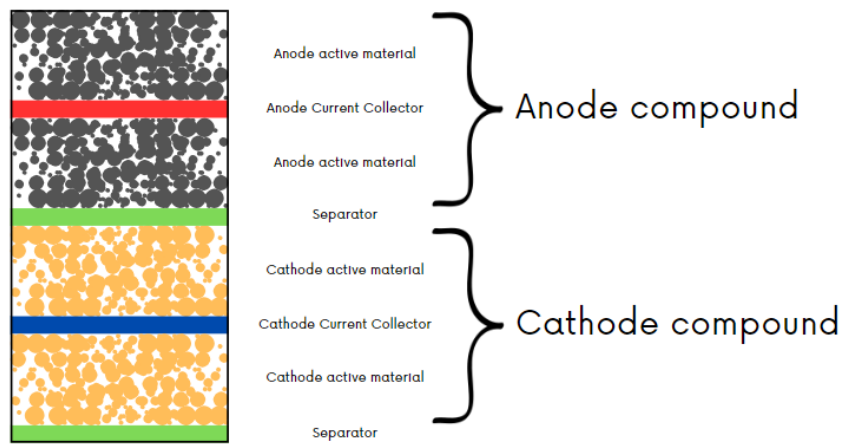 Anode active material
Anode Current Collector
Anode compound
Anode active material
Separator
Cathode active material
Cathode Current Collector
Cathode compound
Cathode active material
Separator